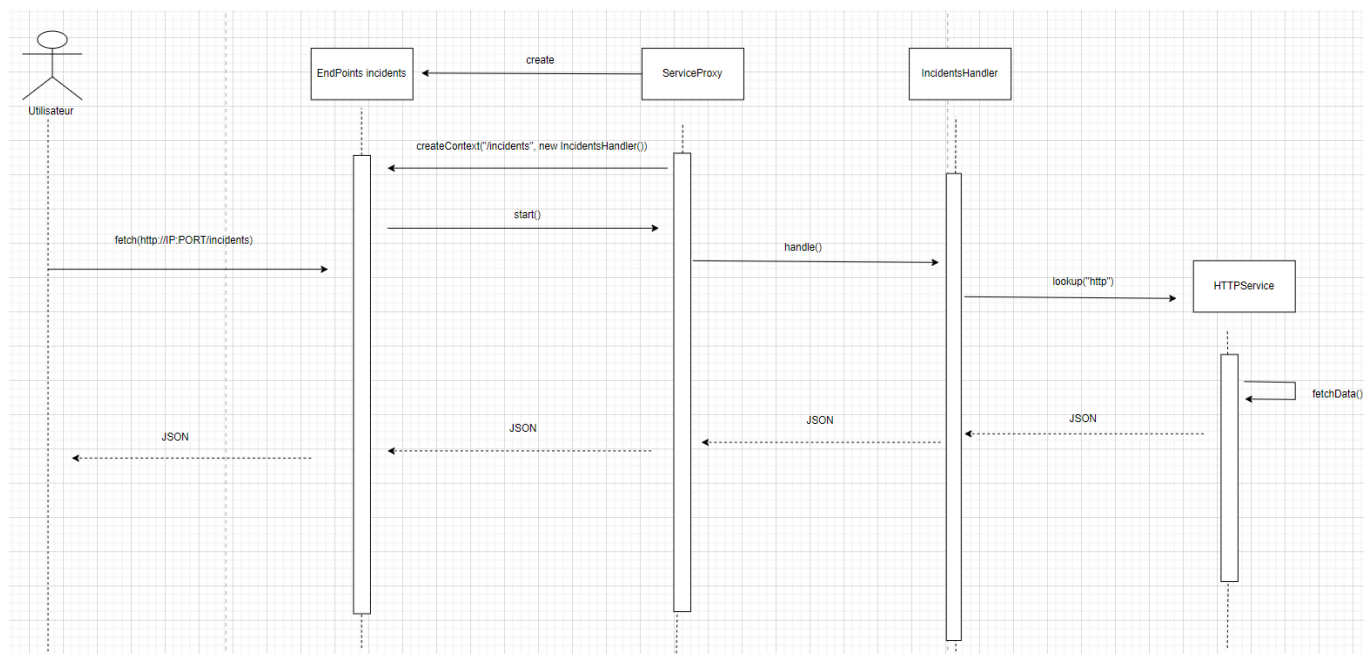 create
EndPoints incidents
ServiceProxy
IncidentsHandler
Utilisateur
createContext("/incidents", new IncidentsHandler())
start()
fetch(http://IP:PORT/incidents)
handle()
lookup("http")
HTTPService
fetchData()
JSON
JSON
JSON
JSON